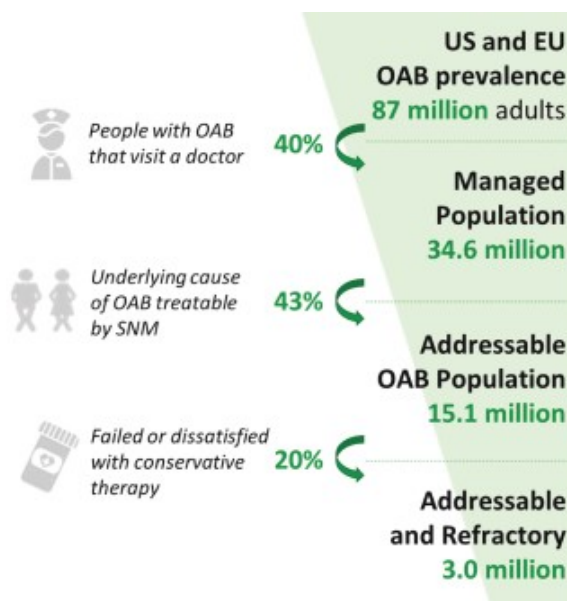 US and EU
OAB prevalence
87 million adults
People with OAB
that visit a doctor
40%
Managed
Population
34.6 million
Underlying cause
of OAB treatable
by SNM
43%
Addressable
OAB Population
15.1 million
Failed or dissatisfied
with conservative
therapy
20%
Addressable
and Refractory
3.0 million